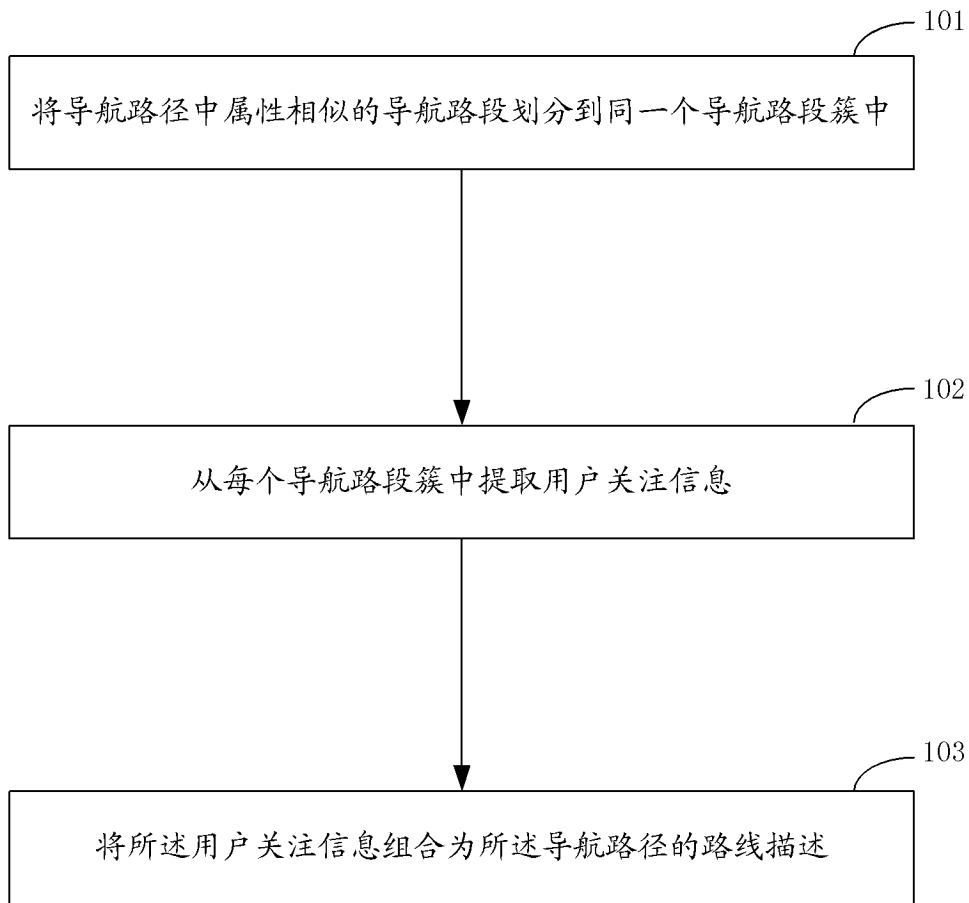 101
将导航路径中属性相似的导航路段划分到同一个导航路段簇中
102
从每个导航路段簇中提取用户关注信息
103
将所述用户关注信息组合为所述导航路径的路线描述